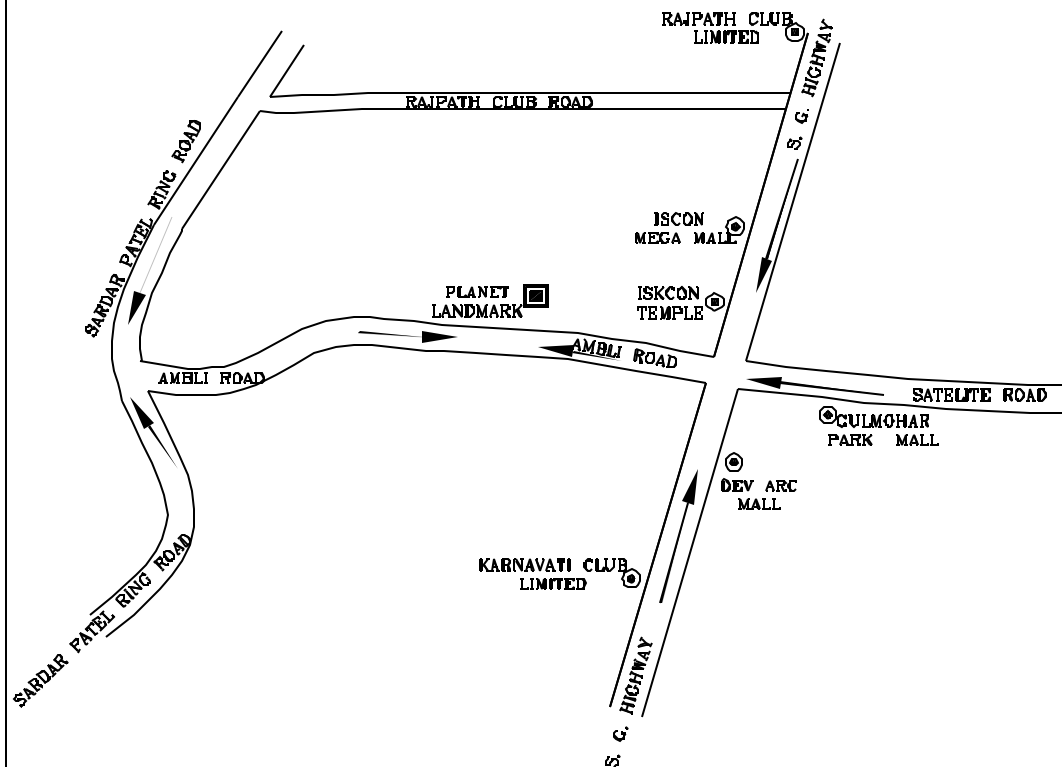 RAJPATH CLUB
LIMITED
S. G. HIGHWAY
RAJPATH CLUB ROAD
SARDAR PATEL RING ROAD
ISCON
MEGA MALL
PLANET
LANDMARK
ISKCON
TEMPLE
AMBLI ROAD
AMBLI ROAD
SATELITE ROAD
GULMOHAR
PARK MALL
DEV ARC
MALL
KARNAVATI CLUB
LIMITED
SARDAR PATEL RING ROAD
S. G. HIGHWAY